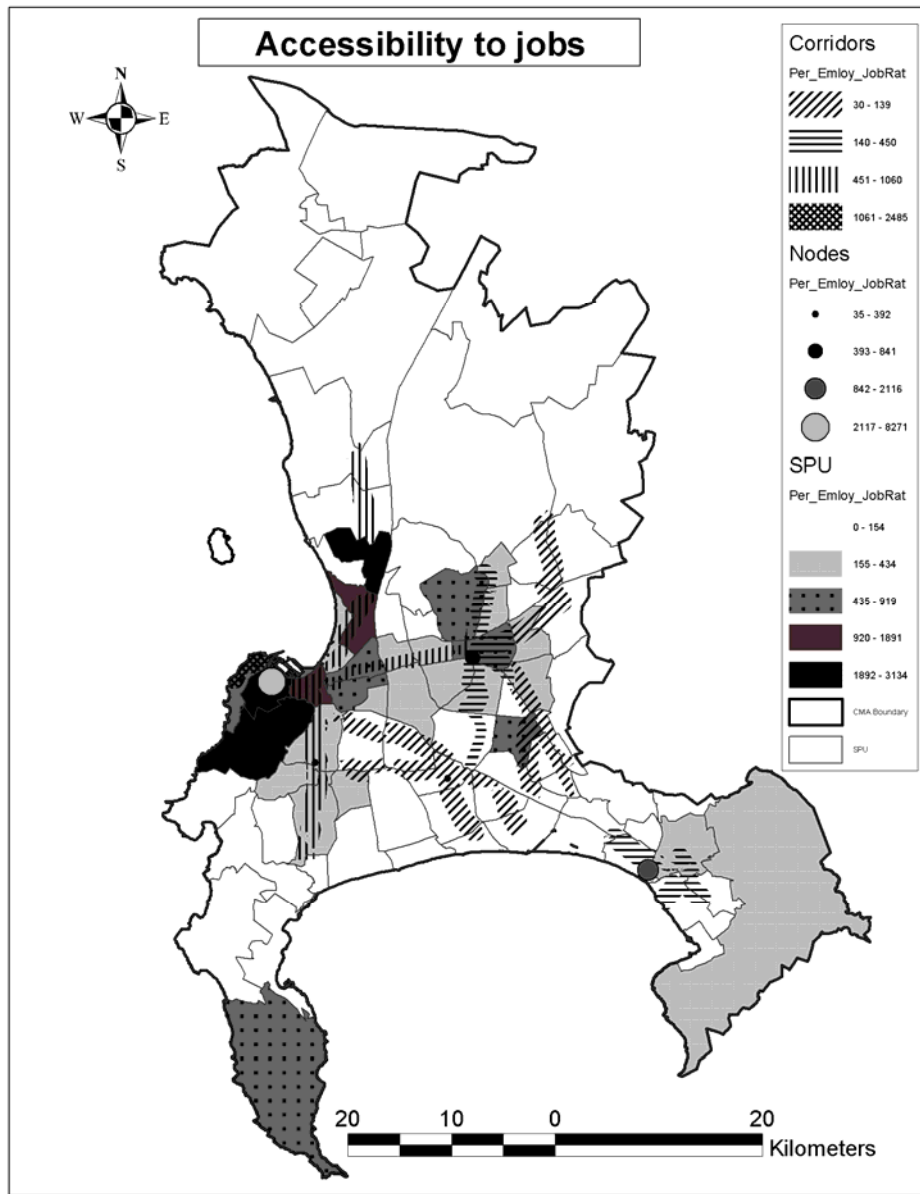 Accessibility to jobs
N
W E
S
Corridors
Per_Emloy_JobRat
30 - 139
140 - 450
451 - 1060
1061 - 2485
Nodes
Per_Emloy_JobRat
35 - 392
393 - 841
842 - 2116
2117 - 8271
SPU
Per_Emloy_JobRat
0 - 154
155 - 434
435 - 919
920 - 1891
1892 - 3134
CMA Boundary
SPU
20 10 0 20
Kilometers